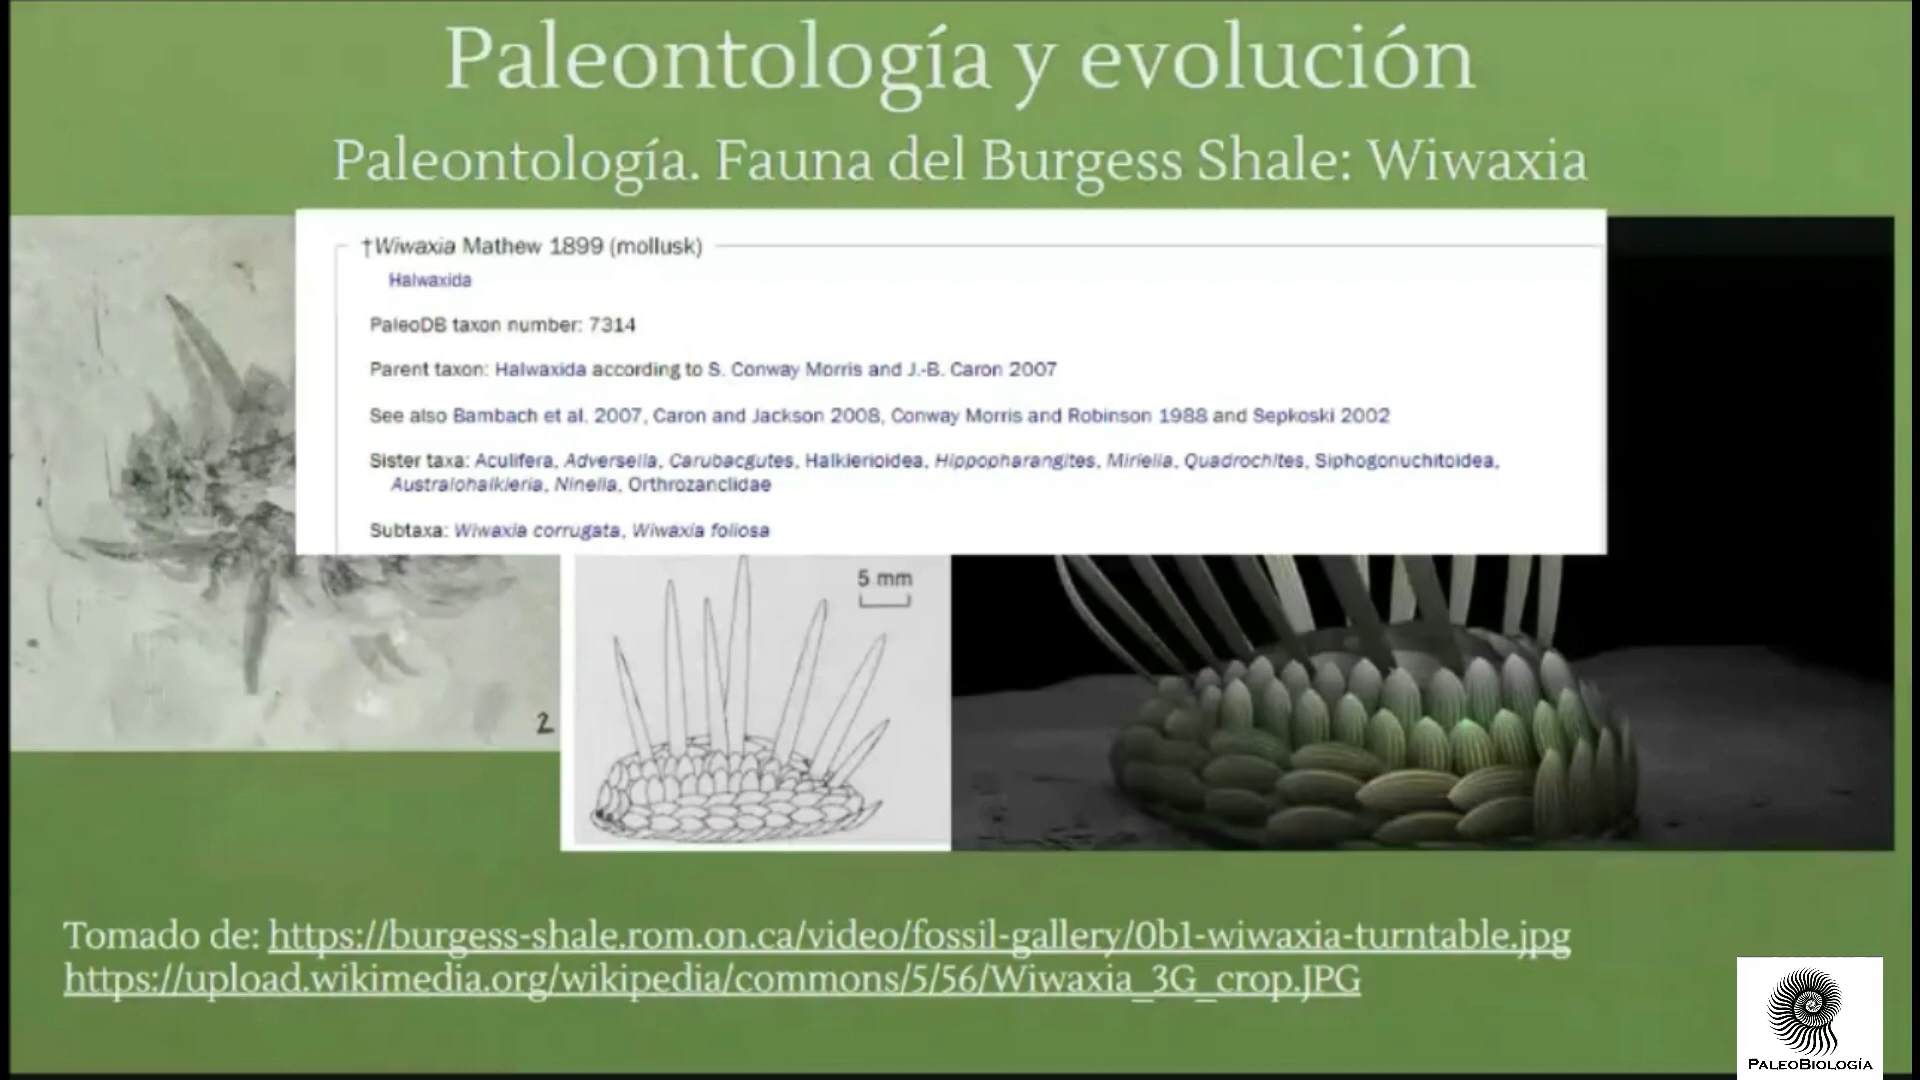 Paleontología y evolución
Paleontología. Fauna del Burgess Shale: Wiwaxia
†Wiwaxia Mathew 1899 (mollusk)
Halwaxida
PaleoDB taxon number: 7314
Parent taxon: Halwaxida according to S. Conway Morris and J.-B. Caron 2007
See also Bambach et al. 2007, Caron and Jackson 2008, Conway Morris and Robinson 1988 and Sepkoski 2002
Sister taxa: Aculifera, Adversella, Carubacgutes, Halkierioidea, Hippopharangites, Miriella, Quadrochites, Siphogonuchitoidea,
Australohalkieria, Ninella, Orthrozanclidae
Subtaxa: Wiwaxia corrugata, Wiwaxia foliosa
5 mm
2
Tomado de: https://burgess-shale.rom.on.ca/video/fossil-gallery/0b1-wiwaxia-turntable.jpg
https://upload.wikimedia.org/wikipedia/commons/5/56/Wiwaxia_3G_crop.JPG
PALEOBIOLOGÍA